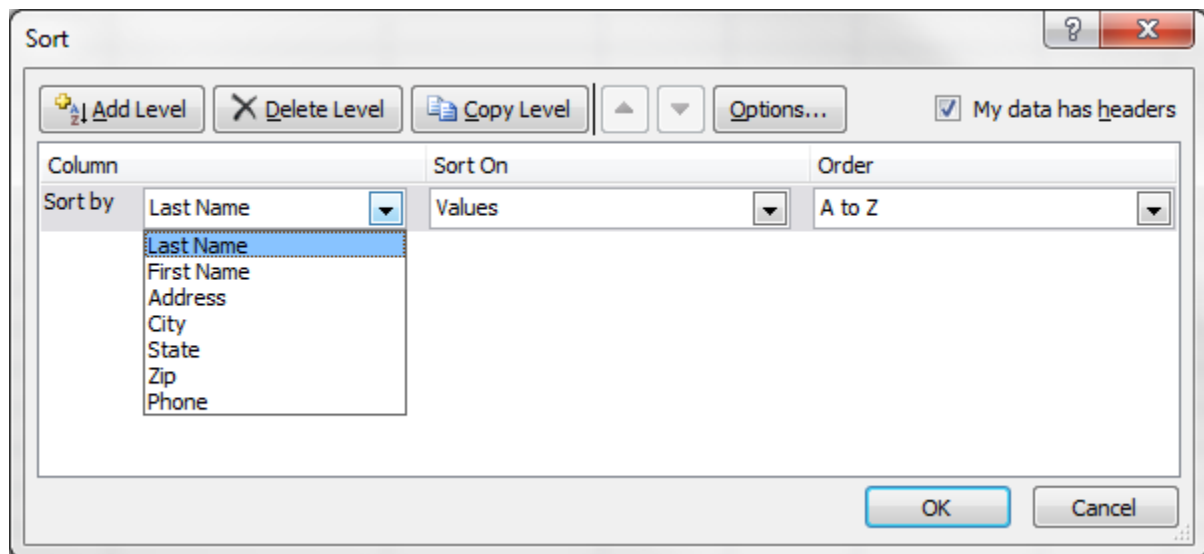 Sort
Add Level Delete Level Copy Level Options... My data has headers
Column Sort On Order
Sort by Last Name Values A to Z
Last Name
First Name
Address
City
State
Zip
Phone
OK Cancel